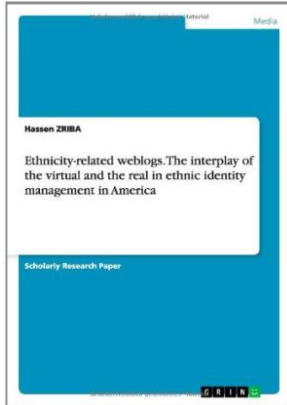 Media
Hassen ZRIBA
Ethnicity-related weblogs. The interplay of
the virtual and the real in ethnic identity
management in America
Scholarly Research Paper
GRIN